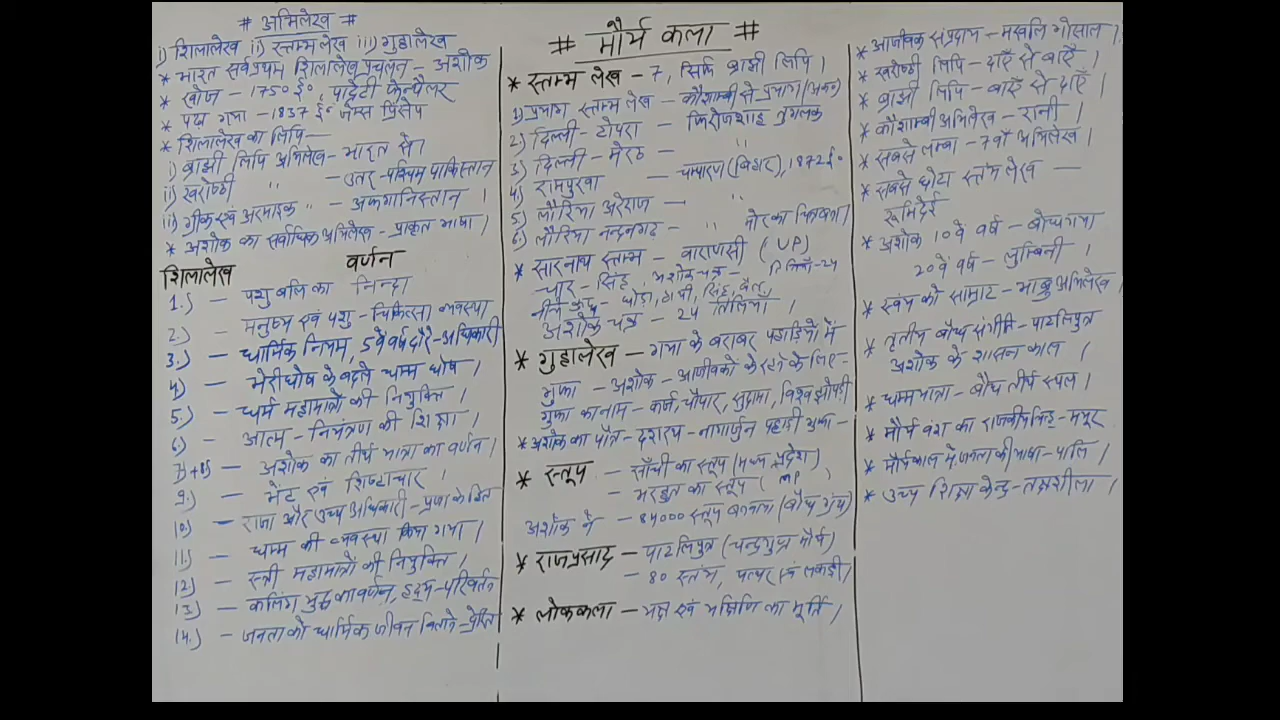 # अभिलेख #
i) शिलालेख ii) स्तम्भ लेख iii) गुहालेख
* भारत सर्वप्रथम शिलालेख प्रचलन - अशोक
* खोज - 1750 ई०, पाद्रेटी फेन्थैलर
* पढ़ा गया - 1837 ई० जेम्स प्रिंसेप
* शिलालेख का लिपि —
i) ब्राह्मी लिपि अभिलेख - भारत से।
ii) खरोष्ठी " - उत्तर-पश्चिम पाकिस्तान
iii) ग्रीक एवं अरमाइक " - अफगानिस्तान ।
* अशोक का सर्वाधिक अभिलेख - प्राकृत भाषा।
शिलालेख वर्णन
1.) - पशु बलि का निन्दा
2.) - मनुष्य एवं पशु - चिकित्सा व्यवस्था
3.) - धार्मिक नियम, 5 वें वर्ष दौरे - अधिकारी
4) - भेरीघोष के बदले धम्म घोष ।
5.) - धर्म महामात्रों की नियुक्ति ।
6) - आत्म - नियंत्रण की शिक्षा ।
7) + 8) - अशोक का तीर्थ यात्रा का वर्णन।
9.) - भेंट एवं शिष्टाचार ।
10.) - राजा और उच्च अधिकारी - प्रजा के हित
11.) - धम्म की व्यवस्था किया गया ।
12) - स्त्री महामात्रों की नियुक्ति ।
13) - कलिंग युद्ध का वर्णन, हृदय - परिवर्तन
14.) - जनता को धार्मिक जीवन बिताने - प्रेरित
# मौर्य कला #
* स्तम्भ लेख - 7, सिर्फ ब्राह्मी लिपि ।
1) प्रयाग स्तम्भ लेख - कौशाम्बी से प्रयाग (अकबर)
2) दिल्ली - टोपरा - फिरोजशाह तुगलक
3) दिल्ली - मेरठ - "
4) रामपुरवा - चम्पारण (बिहार), 1872 ई०
5) लौरिया अरेराज - "
6.) लौरिया नन्दनगढ़ - " मोर का चित्र बना।
* सारनाथ स्तम्भ - वाराणसी (UP)
चार - सिंह, अशोक चक्र - तिलियाँ - 24
नीचे कुछ - घोड़ा, हाथी, सिंह, बैल,
अशोक चक्र - 24 तिलियाँ ।
* गुहालेख - गया के बराबर पहाड़ियों में
गुफा - अशोक - आजीवकों के रहने के लिए -
गुफा का नाम - कर्ज, चौपार, सुदामा, विश्व झोपड़ी
* अशोक का पौत्र - दशरथ - नागार्जुन पहाड़ी गुफा -
* स्तूप - साँची का स्तूप (मध्य प्रदेश)
- भरहुत का स्तूप ( MP )
अशोक ने - 84000 स्तूप बनवाया (बौद्ध ग्रंथ)
* राजप्रसाद - पाटलिपुत्र (चन्द्रगुप्त मौर्य)
- 80 स्तंभ, पत्थर एवं लकड़ी।
* लोककला - यक्ष एवं यक्षिणि का मूर्ति ।
* आजीवक संप्रदाय - मखलि गोसाल ।
* खरोष्ठी लिपि - दाएँ से बाएँ ।
* ब्राह्मी लिपि - बाएँ से दाएँ ।
* कौशाम्बी अभिलेख - रानी ।
* सबसे लम्बा - 7वाँ अभिलेख ।
* सबसे छोटा स्तंभ लेख —
रूमिदेई
* अशोक 10 वें वर्ष - बोधगया
20 वें वर्ष - लुम्बिनी ।
* स्वंय को सम्राट - भाब्रु अभिलेख।
* तृतीय बौद्ध संगीति - पाटलिपुत्र
अशोक के शासन काल ।
* धम्म यात्रा - बौद्ध तीर्थ स्थल ।
* मौर्य वंश का राजकीय चिन्ह - मयूर
* मौर्यकाल में जनता की भाषा - पालि ।
* उच्च शिक्षा केन्द्र - तक्षशीला ।